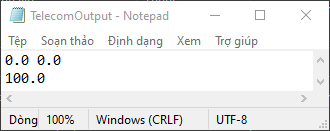 TelecomOutput - Notepad
Tệp Soạn thảo Định dạng Xem Trợ giúp
0.0 0.0
100.0
Dòng 100% Windows (CRLF) UTF-8